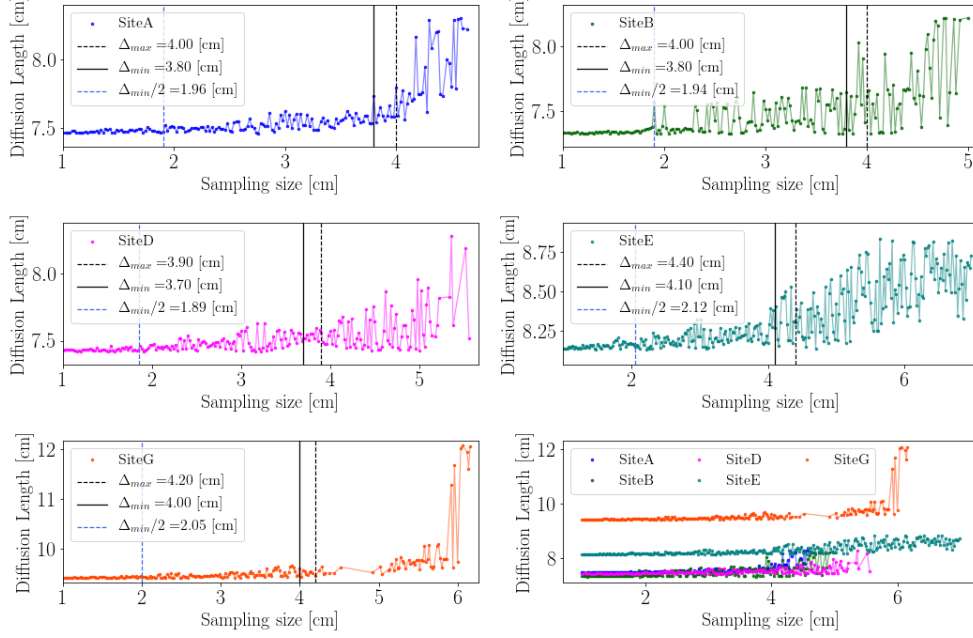 SiteA
Δmax =4.00 [cm]
Δmin =3.80 [cm]
Δmin/2 =1.96 [cm]
Diffusion Length [cm]
8.0
7.5
1 2 3 4
Sampling size [cm]
SiteB
Δmax =4.00 [cm]
Δmin =3.80 [cm]
Δmin/2 =1.94 [cm]
Diffusion Length [cm]
8.0
7.5
1 2 3 4 5
Sampling size [cm]
SiteD
Δmax =3.90 [cm]
Δmin =3.70 [cm]
Δmin/2 =1.89 [cm]
Diffusion Length [cm]
8.0
7.5
1 2 3 4 5
Sampling size [cm]
SiteE
Δmax =4.40 [cm]
Δmin =4.10 [cm]
Δmin/2 =2.12 [cm]
Diffusion Length [cm]
8.75
8.50
8.25
2 4 6
Sampling size [cm]
SiteG
Δmax =4.20 [cm]
Δmin =4.00 [cm]
Δmin/2 =2.05 [cm]
Diffusion Length [cm]
12
11
10
1 2 3 4 5 6
Sampling size [cm]
SiteA SiteD SiteG
SiteB SiteE
Diffusion Length [cm]
12
10
8
2 4 6
Sampling size [cm]